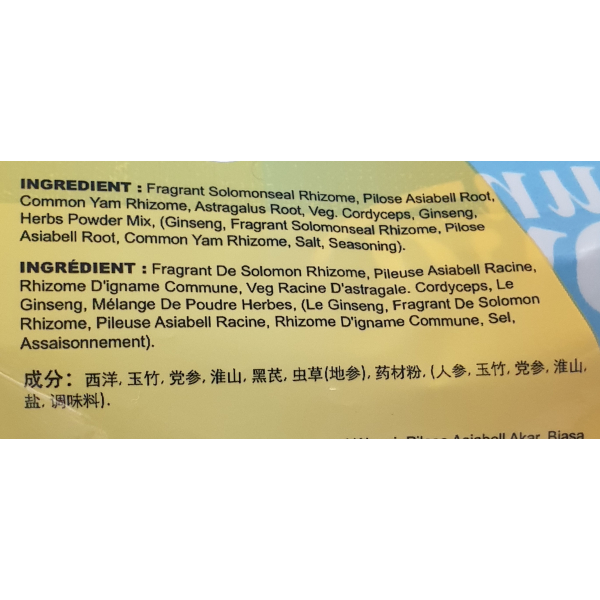 INGREDIENT : Fragrant Solomonseal Rhizome, Pilose Asiabell Root,
Common Yam Rhizome, Astragalus Root, Veg. Cordyceps, Ginseng,
Herbs Powder Mix, (Ginseng, Fragrant Solomonseal Rhizome, Pilose
Asiabell Root, Common Yam Rhizome, Salt, Seasoning).
INGRÉDIENT : Fragrant De Solomon Rhizome, Pileuse Asiabell Racine,
Rhizome D'igname Commune, Veg Racine D'astragale. Cordyceps, Le
Ginseng, Mélange De Poudre Herbes, (Le Ginseng, Fragrant De Solomon
Rhizome, Pileuse Asiabell Racine, Rhizome D'igname Commune, Sel,
Assaisonnement).
成分：西洋, 玉竹, 党参, 淮山, 黑芪, 虫草(地参), 药材粉, (人参, 玉竹, 党参, 淮山,
盐, 调味料).
Pilose Asiabell Akar, Biasa